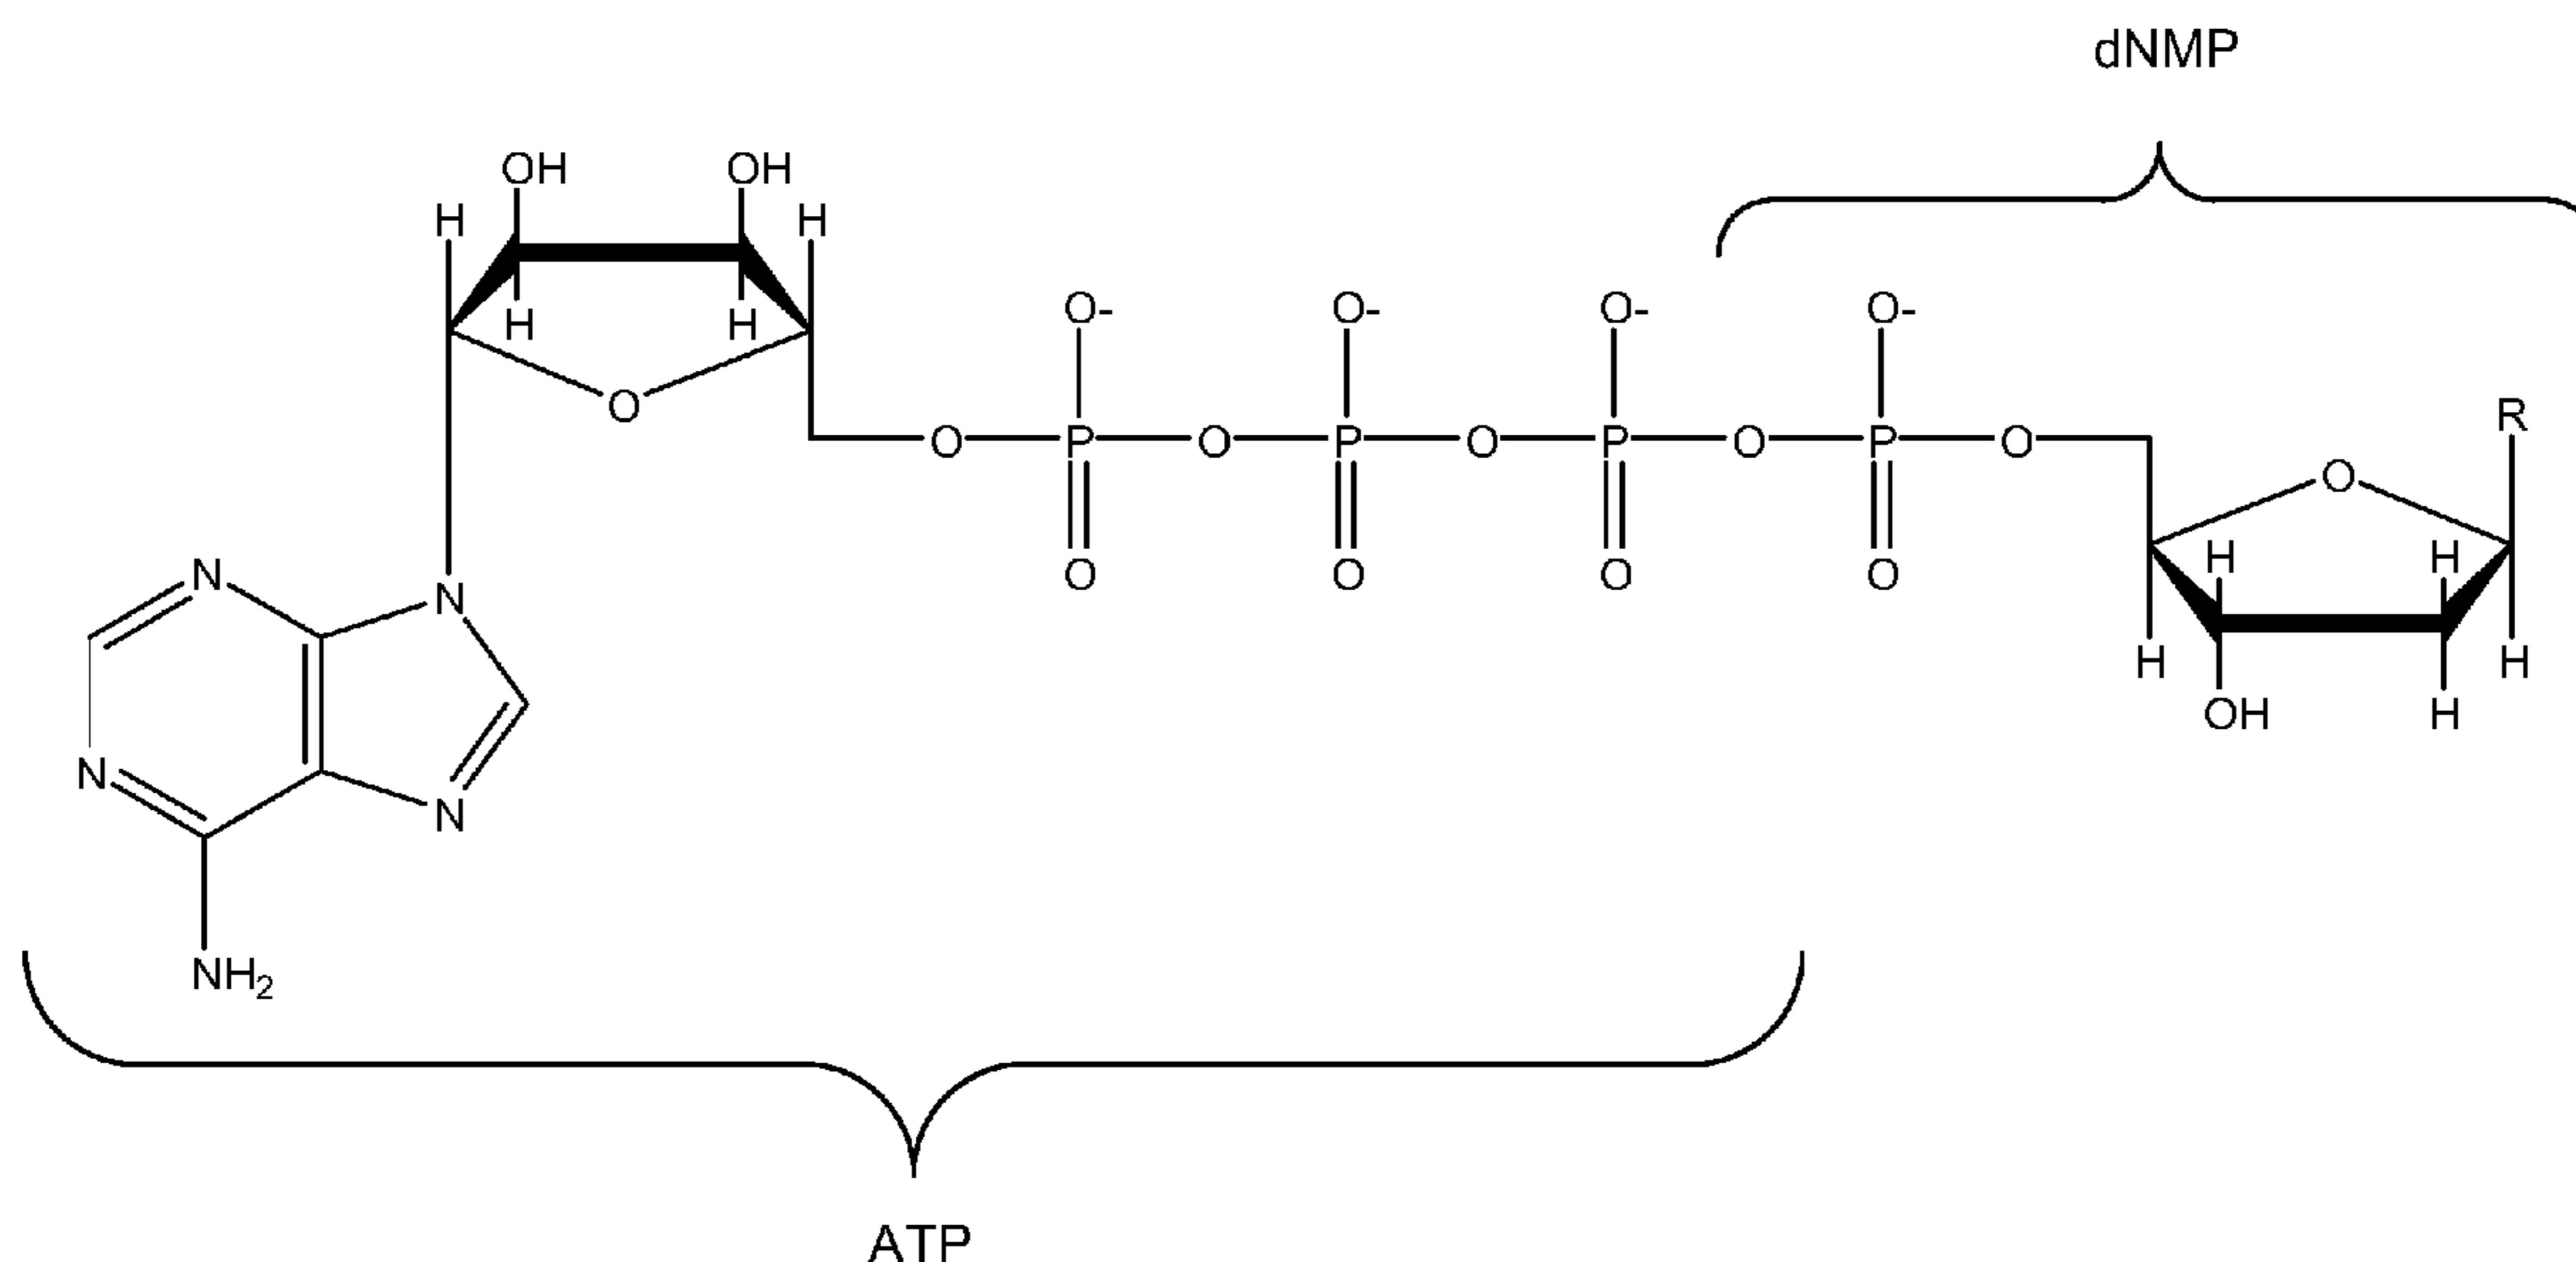 dNMP
OH OH
H H
O- O- O- O-
H H
R
O
O P O P O P O P O
O
H H
O O O O
N N
H H
OH H
N
N
NH2
ATP